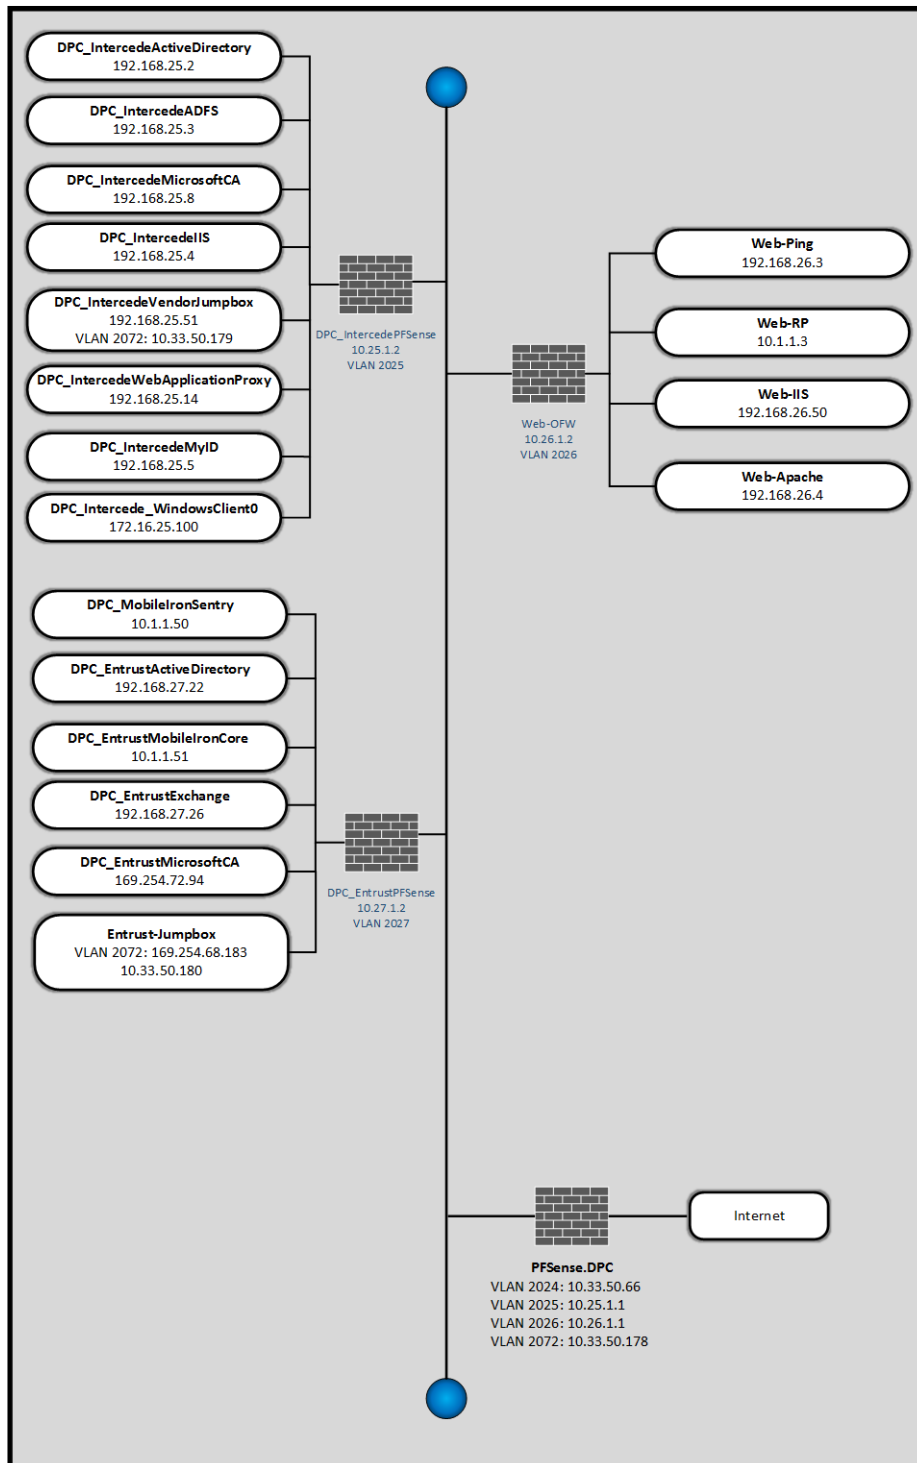 DPC_IntercedeActiveDirectory
192.168.25.2
DPC_IntercedeADFS
192.168.25.3
DPC_IntercedeMicrosoftCA
192.168.25.8
DPC_IntercedeIIS
192.168.25.4
DPC_IntercedeVendorJumpbox
192.168.25.51
VLAN 2072: 10.33.50.179
DPC_IntercedeWebApplicationProxy
192.168.25.14
DPC_IntercedeMyID
192.168.25.5
DPC_Intercede_WindowsClient0
172.16.25.100
DPC_IntercedePFSense
10.25.1.2
VLAN 2025
Web-OFW
10.26.1.2
VLAN 2026
Web-Ping
192.168.26.3
Web-RP
10.1.1.3
Web-IIS
192.168.26.50
Web-Apache
192.168.26.4
DPC_MobileIronSentry
10.1.1.50
DPC_EntrustActiveDirectory
192.168.27.22
DPC_EntrustMobileIronCore
10.1.1.51
DPC_EntrustExchange
192.168.27.26
DPC_EntrustMicrosoftCA
169.254.72.94
Entrust-Jumpbox
VLAN 2072: 169.254.68.183
10.33.50.180
DPC_EntrustPFSense
10.27.1.2
VLAN 2027
Internet
PFSense.DPC
VLAN 2024: 10.33.50.66
VLAN 2025: 10.25.1.1
VLAN 2026: 10.26.1.1
VLAN 2072: 10.33.50.178